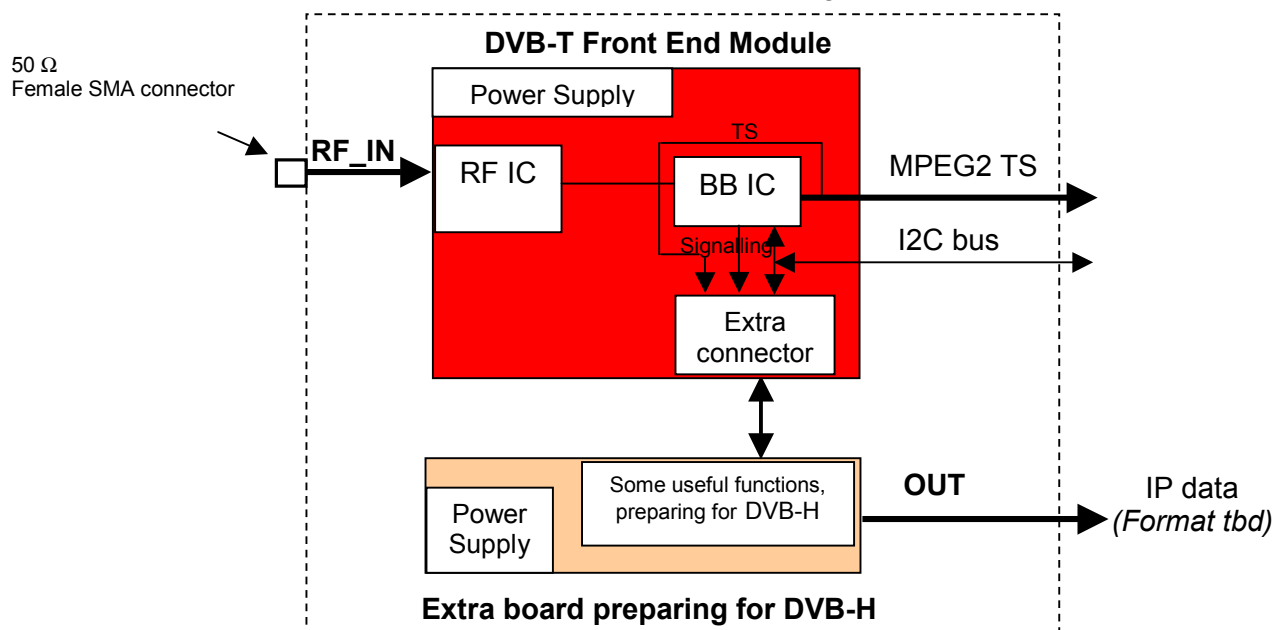 DVB-T Front End Module
50 Ω
Female SMA connector
Power Supply
TS
RF_IN
RF IC
BB IC
MPEG2 TS
Signalling
I2C bus
Extra
connector
Some useful functions,
preparing for DVB-H
OUT
IP data
(Format tbd)
Power
Supply
Extra board preparing for DVB-H